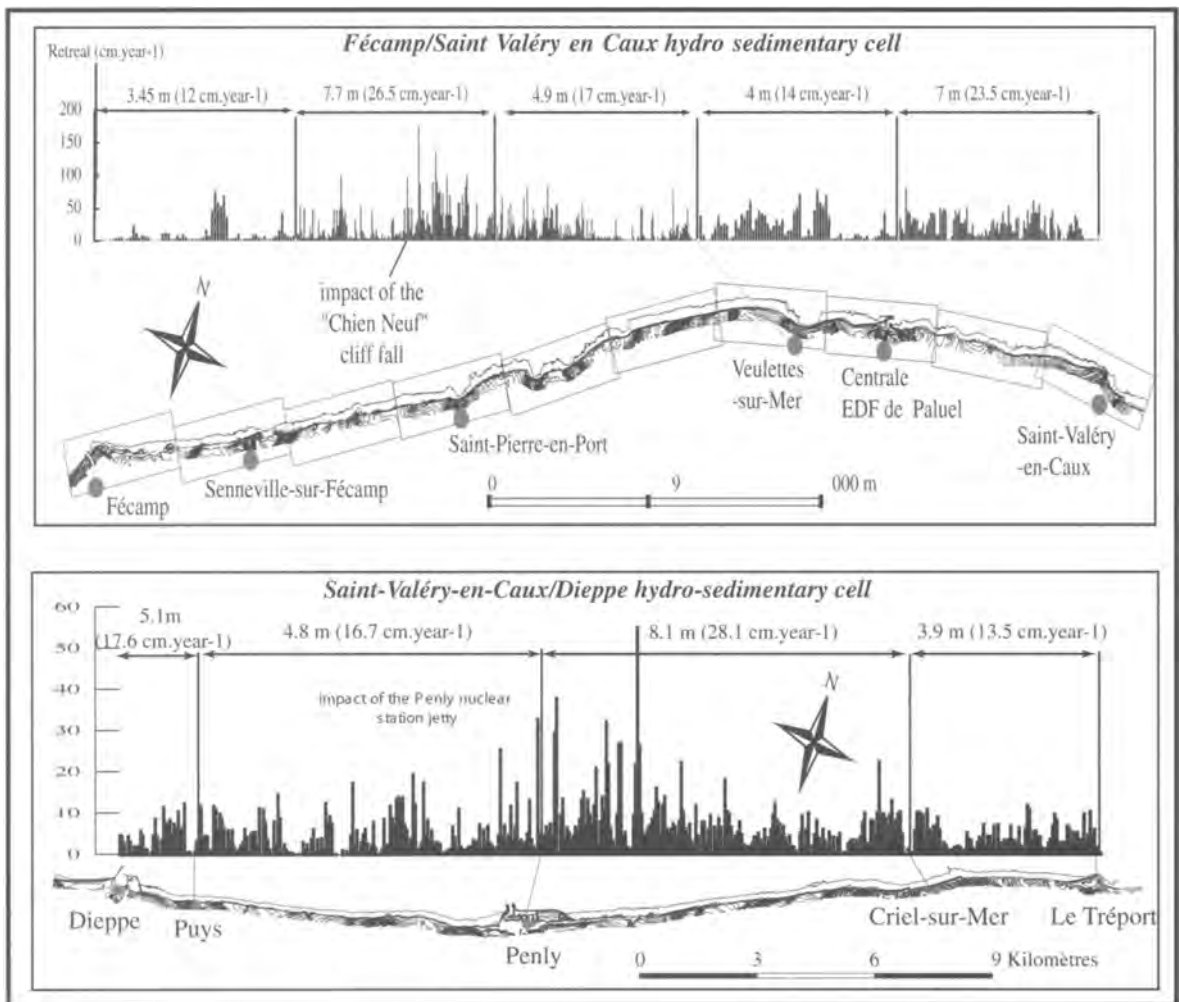 Fécamp/Saint Valéry en Caux hydro sedimentary cell
Retreat (cm.year-1)
3.45 m (12 cm.year-1)
7.7 m (26.5 cm.year-1)
4.9 m (17 cm.year-1)
4 m (14 cm.year-1)
7 m (23.5 cm.year-1)
200
150
100
50
0
impact of the
"Chien Neuf"
cliff fall
N
Fécamp
Senneville-sur-Fécamp
Saint-Pierre-en-Port
Veulettes
-sur-Mer
Centrale
EDF de Paluel
Saint-Valéry
-en-Caux
0 9 000 m
Saint-Valéry-en-Caux/Dieppe hydro-sedimentary cell
60
50
40
30
20
10
0
5.1m
(17.6 cm.year-1)
4.8 m (16.7 cm.year-1)
8.1 m (28.1 cm.year-1)
3.9 m (13.5 cm.year-1)
impact of the Penly nuclear
station jetty
N
Dieppe
Puys
Penly
Criel-sur-Mer
Le Tréport
0 3 6 9 Kilomètres